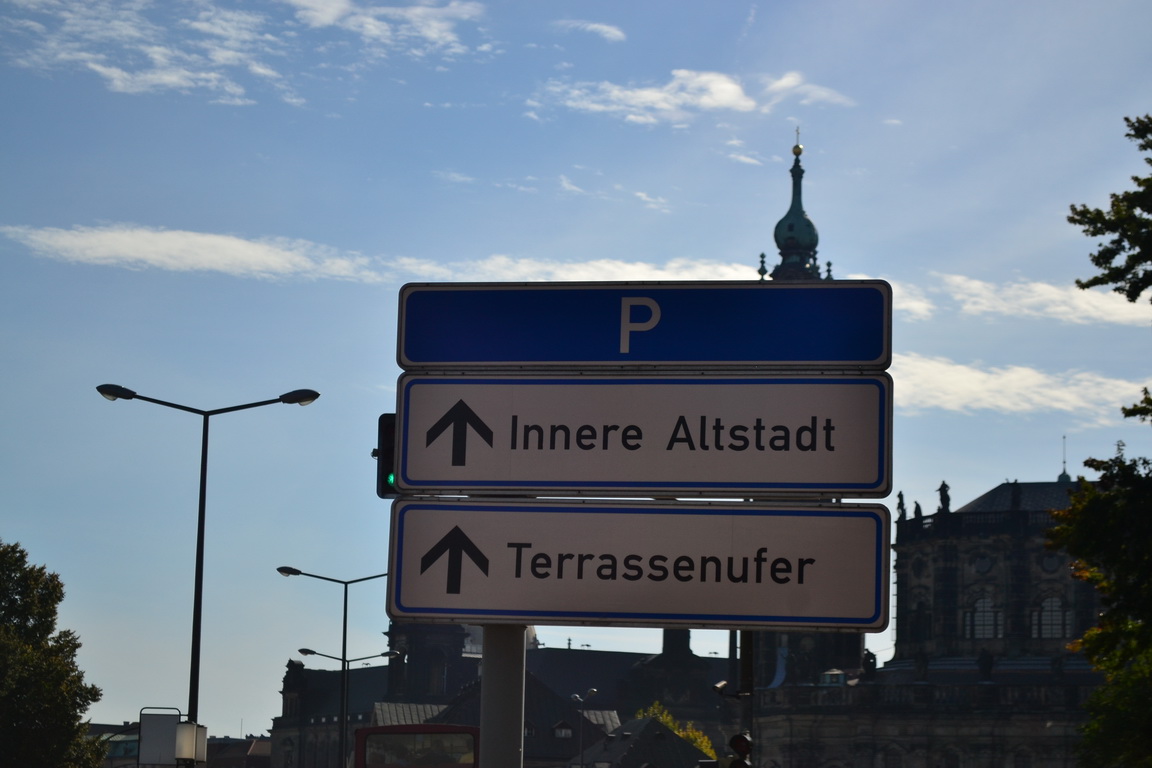 P
Innere Altstadt
Terrassenufer